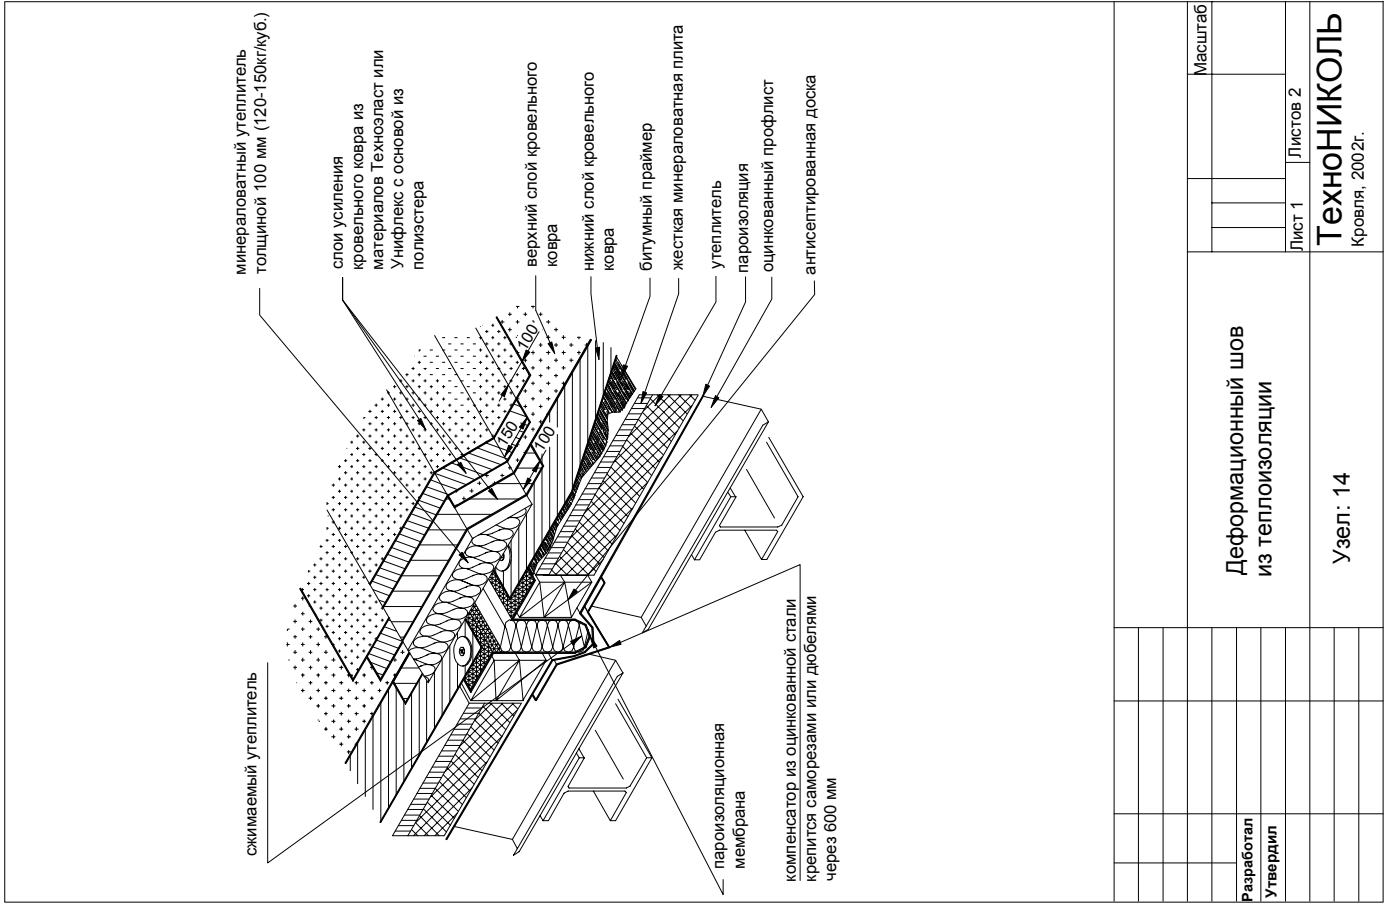 минераловатный утеплитель
толщиной 100 мм (120-150кг/куб.)
слои усиления
кровельного ковра из
материалов Техноэласт или
Унифлекс с основой из
полиэстера
верхний слой кровельного
ковра
нижний слой кровельного
ковра
битумный праймер
жесткая минераловатная плита
утеплитель
пароизоляция
оцинкованный профлист
антисептированная доска
100
150
100
сжимаемый утеплитель
пароизоляционная
мембрана
компенсатор из оцинкованной стали
крепится саморезами или дюбелями
через 600 мм
Разработал
Утвердил
Деформационный шов
из теплоизоляции
Узел: 14
Масштаб
Лист 1
Листов 2
ТехноНИКОЛЬ
Кровля, 2002г.